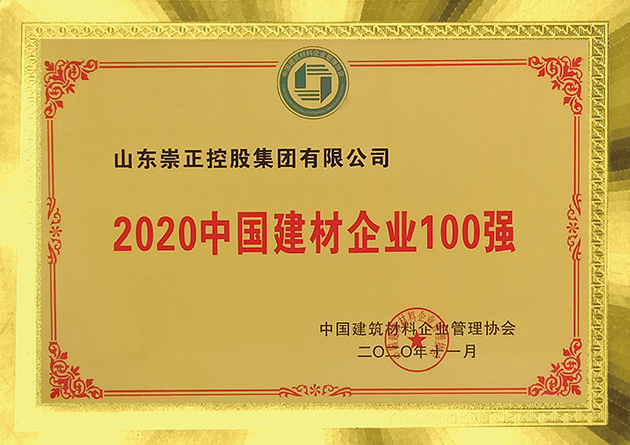 山东崇正控股集团有限公司
2020中国建材企业100强
中国建筑材料企业管理协会
二〇二〇年十一月